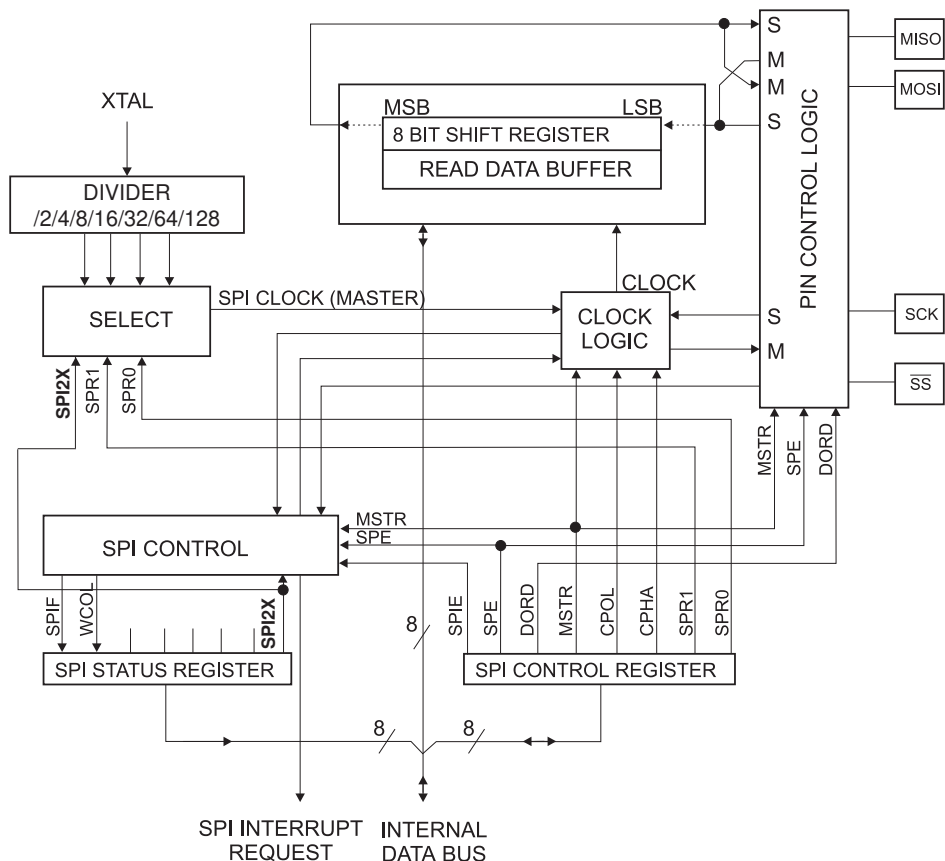 S
MISO
M
XTAL
MSB
LSB
M
MOSI
8 BIT SHIFT REGISTER
S
READ DATA BUFFER
PIN CONTROL LOGIC
DIVIDER
/2/4/8/16/32/64/128
SPI CLOCK (MASTER)
CLOCK
SELECT
CLOCK
LOGIC
S
SCK
M
SPI2X
SPR1
SPR0
SS
MSTR
SPE
DORD
MSTR
SPE
SPI CONTROL
SPIF
WCOL
SPI2X
8
SPIE
SPE
DORD
MSTR
CPOL
CPHA
SPR1
SPR0
SPI STATUS REGISTER
SPI CONTROL REGISTER
8
8
SPI INTERRUPT
REQUEST
INTERNAL
DATA BUS